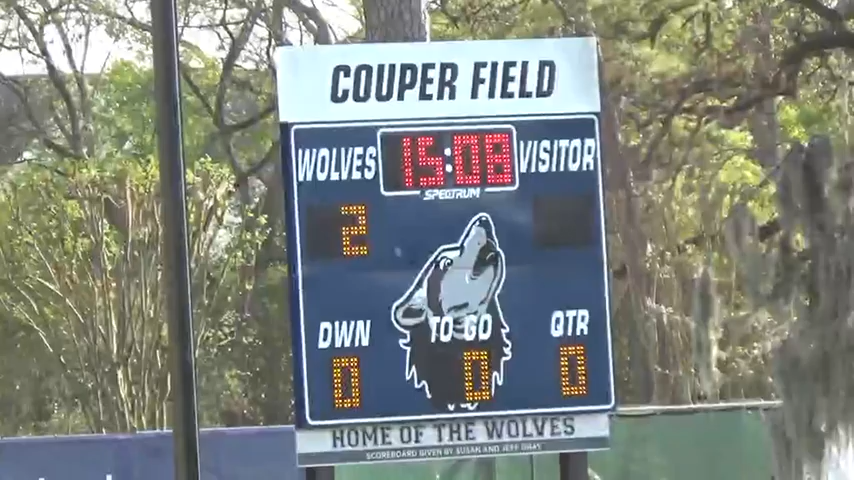 COUPER FIELD
WOLVES 15:08 VISITOR
SPECTRUM
2
DWN TO GO QTR
0 0 0
HOME OF THE WOLVES
SCOREBOARD GIVEN BY SUSAN AND JEFF